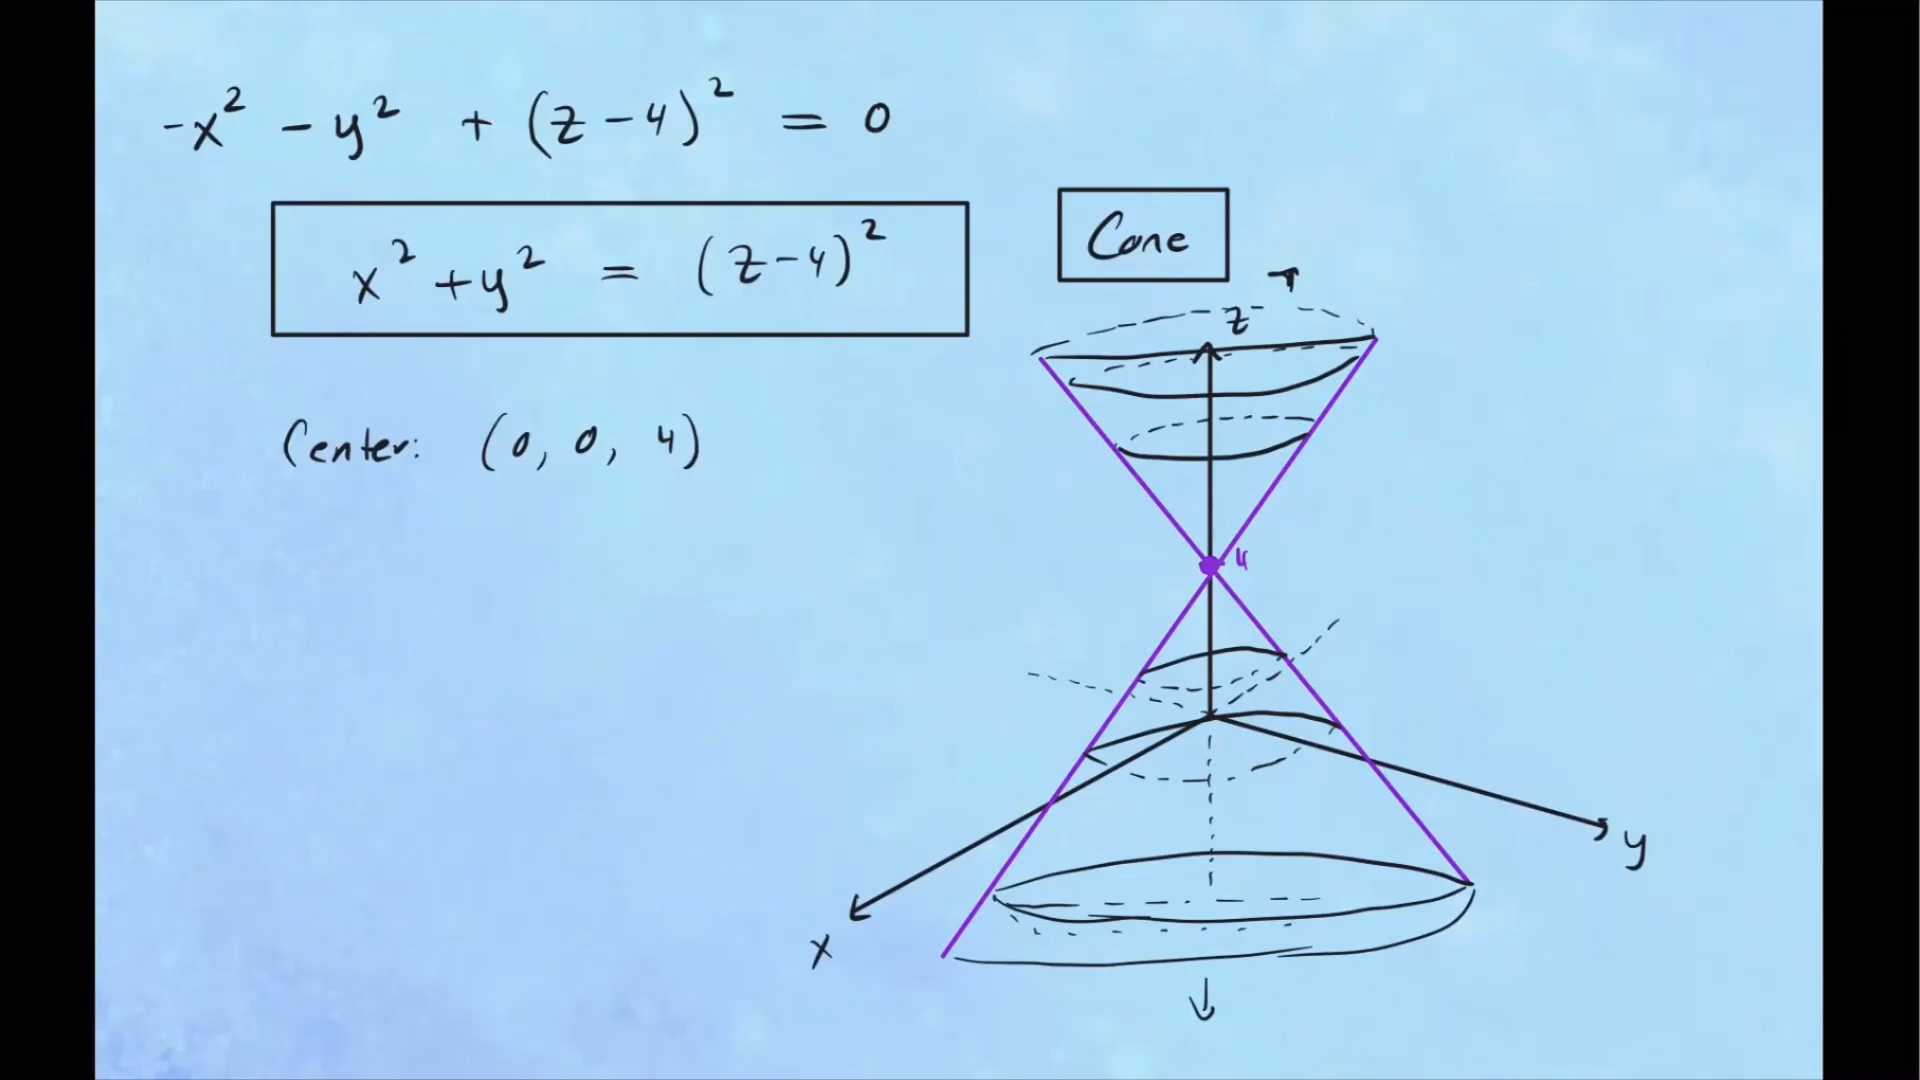 -x² - y² + (z - 4)² = 0
x² + y² = (z - 4)²
Cone
z
Center: (0, 0, 4)
4
y
x